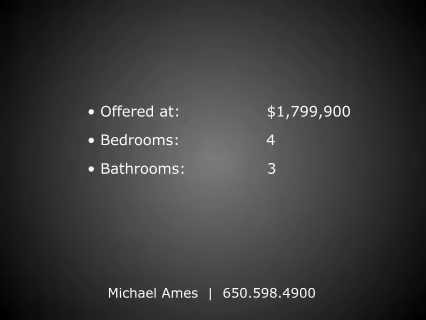 • Offered at: $1,799,900
• Bedrooms: 4
• Bathrooms: 3
Michael Ames | 650.598.4900